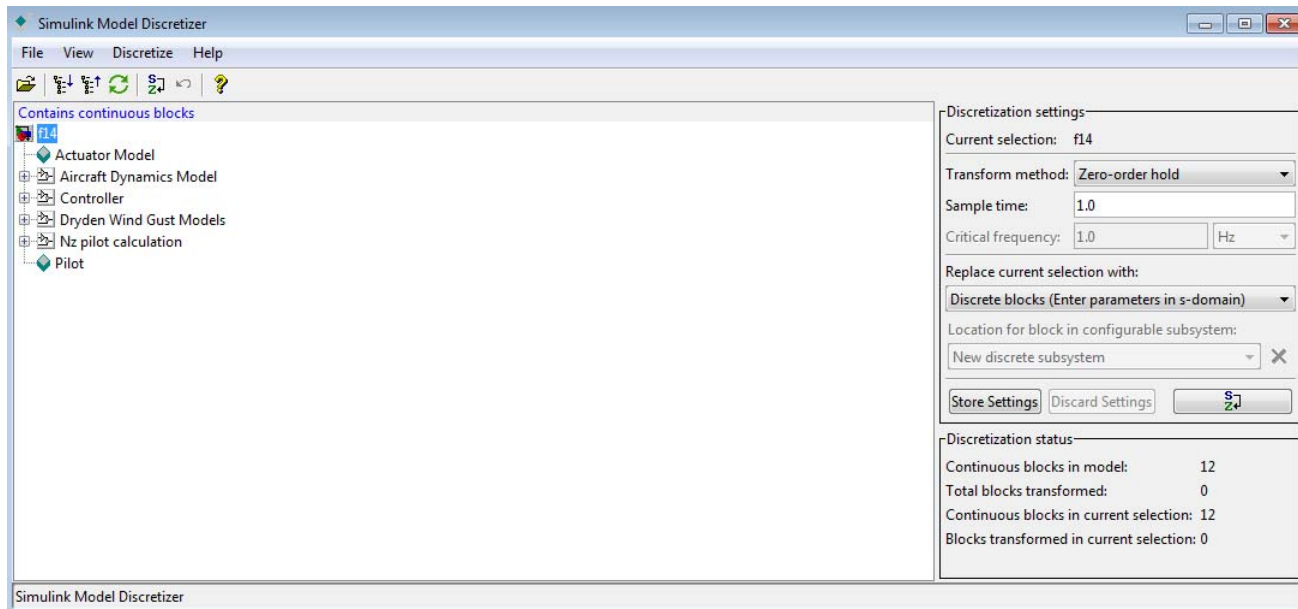 Simulink Model Discretizer
File View Discretize Help
Contains continuous blocks
f14
Actuator Model
Aircraft Dynamics Model
Controller
Dryden Wind Gust Models
Nz pilot calculation
Pilot
Discretization settings
Current selection: f14
Transform method: Zero-order hold
Sample time: 1.0
Critical frequency: 1.0 Hz
Replace current selection with:
Discrete blocks (Enter parameters in s-domain)
Location for block in configurable subsystem:
New discrete subsystem
Store Settings Discard Settings S Z
Discretization status
Continuous blocks in model: 12
Total blocks transformed: 0
Continuous blocks in current selection: 12
Blocks transformed in current selection: 0
Simulink Model Discretizer